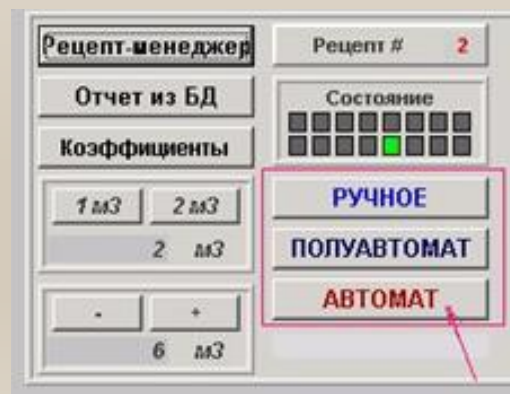 Рецепт-менеджер
Отчет из БД
Коэффициенты
1 м3 2 м3
2 м3
- +
6 м3
Рецепт # 2
Состояние
РУЧНОЕ
ПОЛУАВТОМАТ
АВТОМАТ